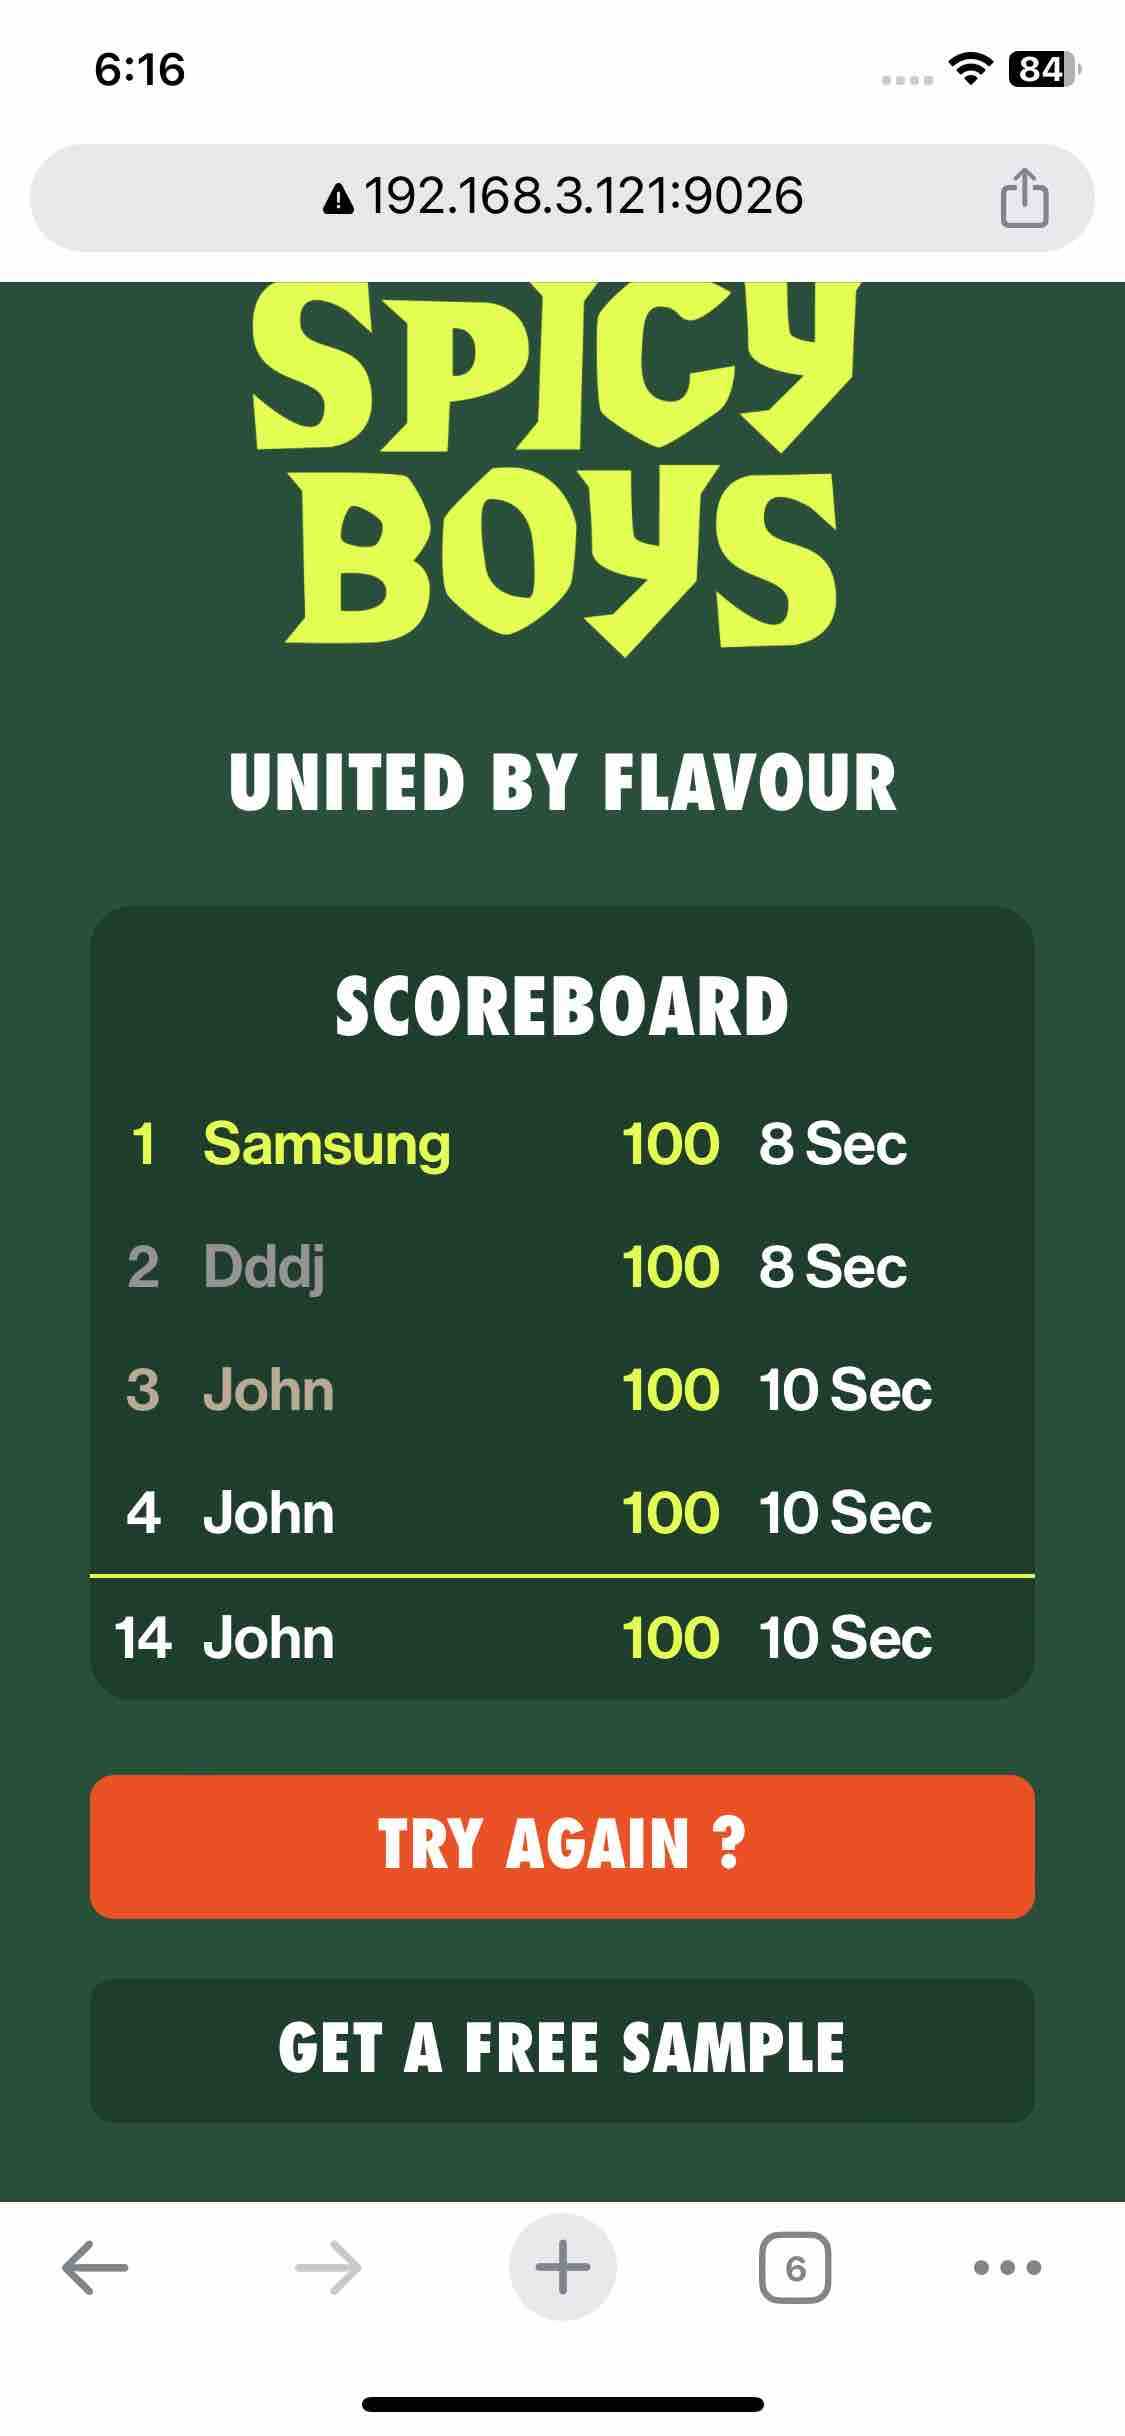 6:16
84
192.168.3.121:9026
SPICY
BOYS
UNITED BY FLAVOUR
SCOREBOARD
1 Samsung 100 8 Sec
2 Dddj 100 8 Sec
3 John 100 10 Sec
4 John 100 10 Sec
14 John 100 10 Sec
TRY AGAIN ?
GET A FREE SAMPLE
6